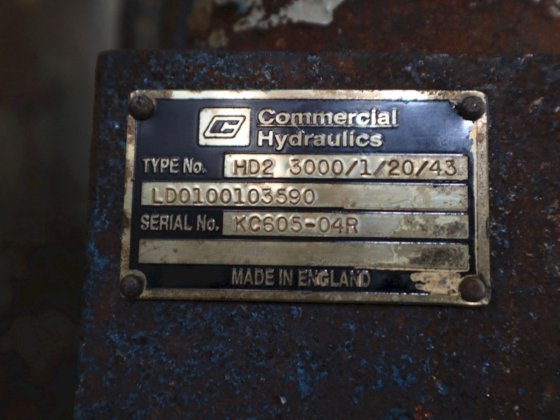 Commercial
Hydraulics
TYPE No. HD2 3000/1/20/43
LD0100103590
SERIAL No. KC605-04R
MADE IN ENGLAND